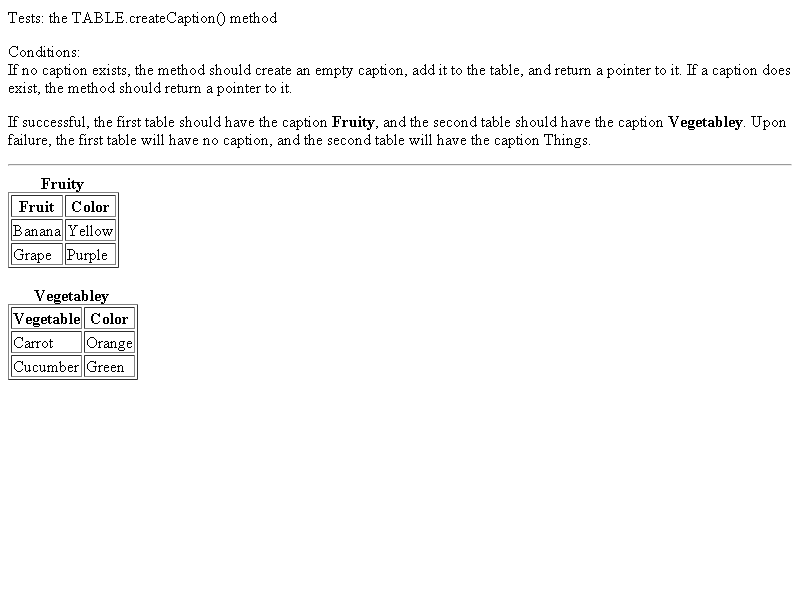 Tests: the TABLE.createCaption() method
Conditions:
If no caption exists, the method should create an empty caption, add it to the table, and return a pointer to it. If a caption does
exist, the method should return a pointer to it.
If successful, the first table should have the caption Fruity, and the second table should have the caption Vegetabley. Upon
failure, the first table will have no caption, and the second table will have the caption Things.
Fruity
Fruit Color
Banana Yellow
Grape Purple
Vegetabley
Vegetable Color
Carrot Orange
Cucumber Green